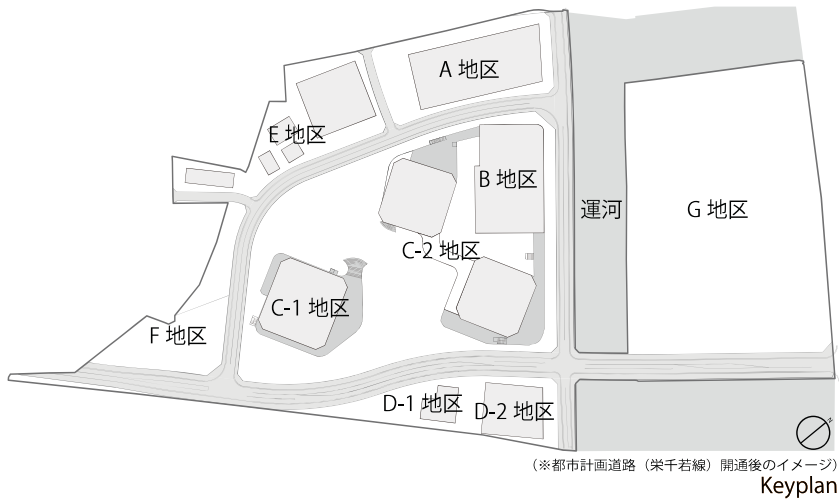 A 地区
E 地区
B 地区
運河
G 地区
C-2 地区
C-1 地区
F 地区
D-1 地区
D-2 地区
N
(※都市計画道路（栄千若線）開通後のイメージ)
Keyplan